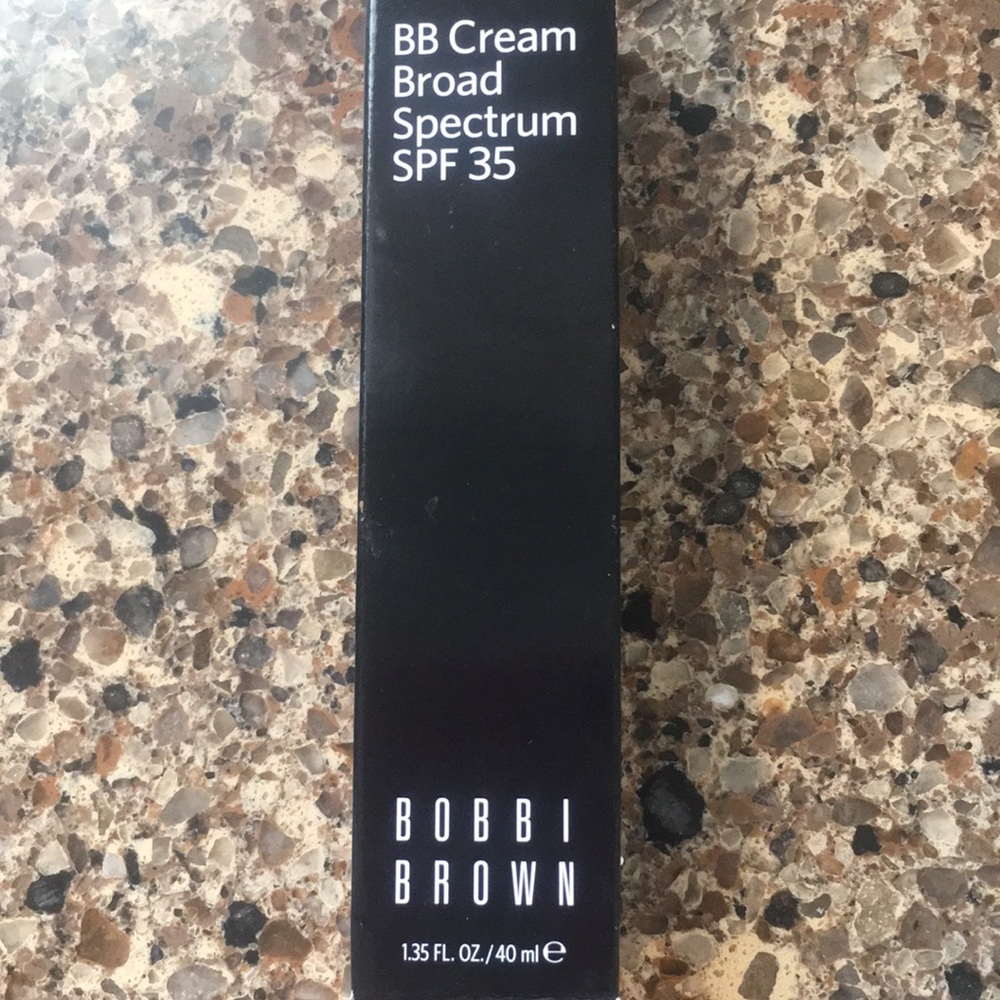 BB Cream
Broad
Spectrum
SPF 35
BOBBI
BROWN
1.35 FL. OZ./40 ml ℮